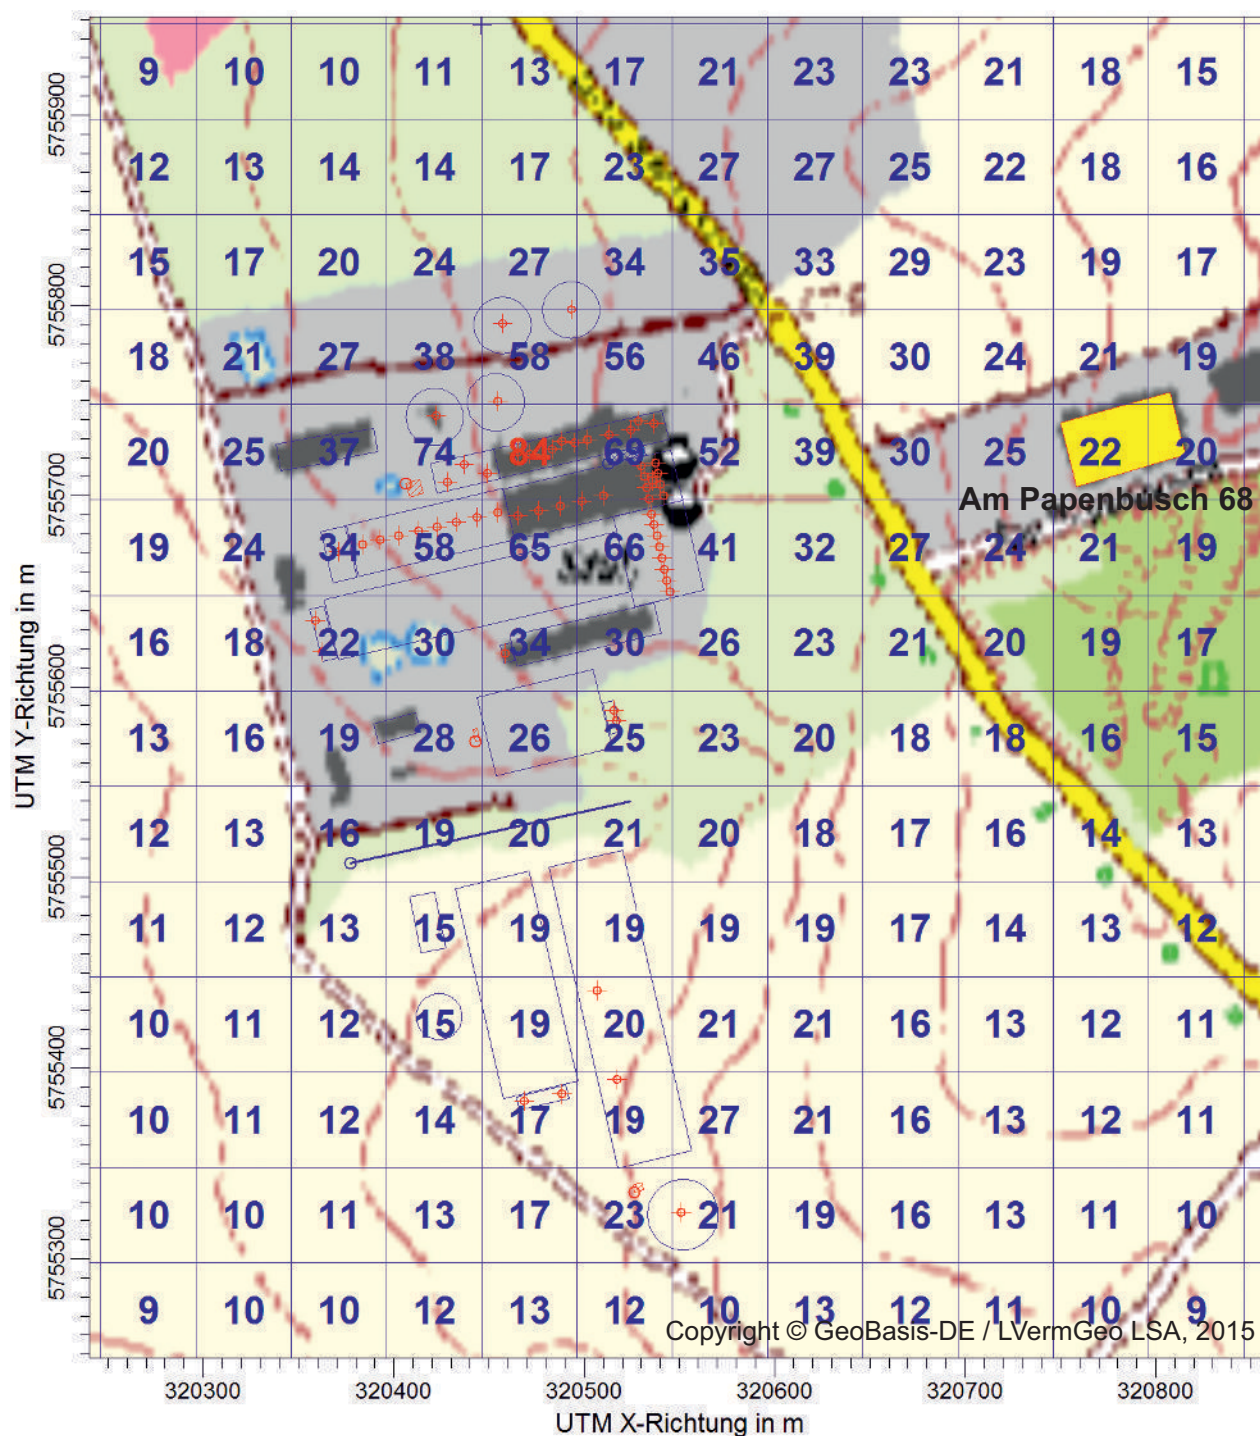 9 10 10 11 13 17 21 23 23 21 18 15
5755900
12 13 14 14 17 23 27 27 25 22 18 16
15 17 20 24 27 34 35 33 29 23 19 17
5755800
18 21 27 38 58 56 46 39 30 24 21 19
20 25 37 74 84 69 52 39 30 25 22 20
5755700
Am Papenbusch 68
19 24 34 58 65 66 41 32 27 24 21 19
16 18 22 30 34 30 26 23 21 20 19 17
5755600
13 16 19 28 26 25 23 20 18 18 16 15
UTM Y-Richtung in m
12 13 16 19 20 21 20 18 17 16 14 13
5755500
11 12 13 15 19 19 19 19 17 14 13 12
10 11 12 15 19 20 21 21 16 13 12 11
5755400
10 11 12 14 17 19 27 21 16 13 12 11
10 10 11 13 17 23 21 19 16 13 11 10
5755300
9 10 10 12 13 12 10 13 12 11 10 9
Copyright © GeoBasis-DE / LVermGeo LSA, 2015
320300 320400 320500 320600 320700 320800
UTM X-Richtung in m